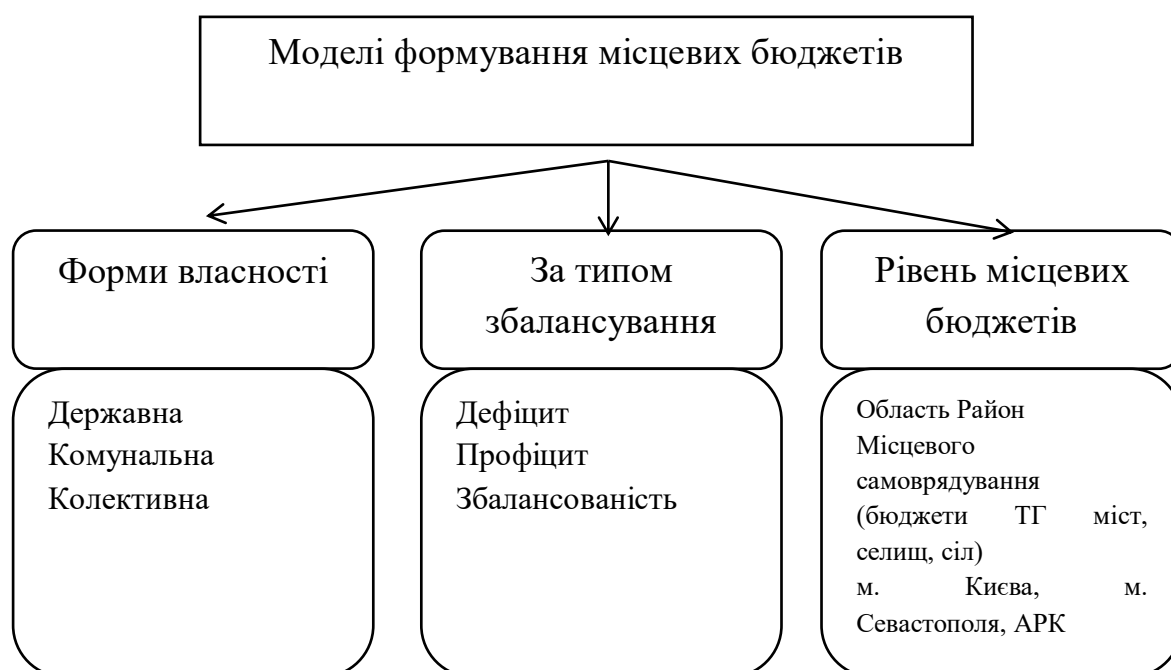 Моделі формування місцевих бюджетів
Форми власності
Державна
Комунальна
Колективна
За типом
збалансування
Дефіцит
Профіцит
Збалансованість
Рівень місцевих
бюджетів
Область Район
Місцевого
самоврядування
(бюджети ТГ міст,
селищ, сіл)
м. Києва, м.
Севастополя, АРК